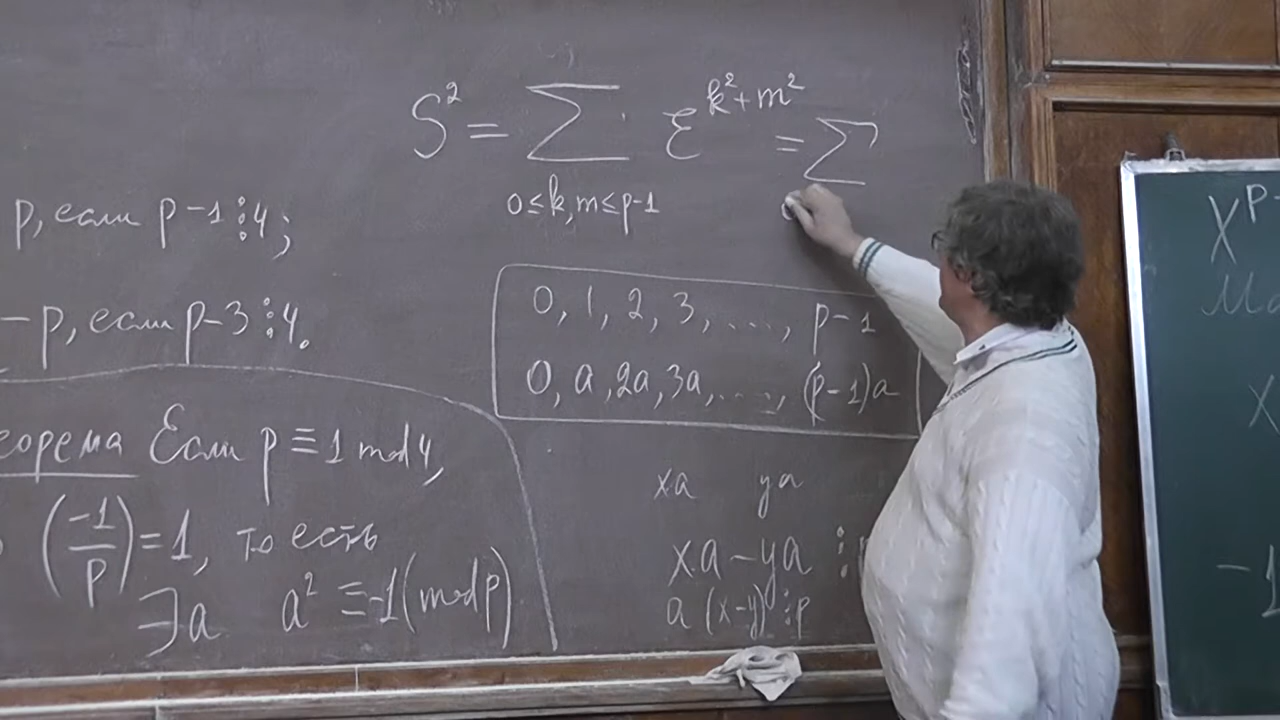 S² = ∑ ε^{k²+m²} = ∑
0≤k,m≤p-1
p, если p-1⋮4;
-p, если p-3⋮4.
0, 1, 2, 3, ...., p-1
0, a, 2a, 3a, ...., (p-1)a
еорема Если p≡1 mod 4,
(-1/p)=1, то есть
∃a a²≡-1(mod p)
xa ya
xa-ya ⋮
a(x-y)⋮p
X^{p-
X
-1